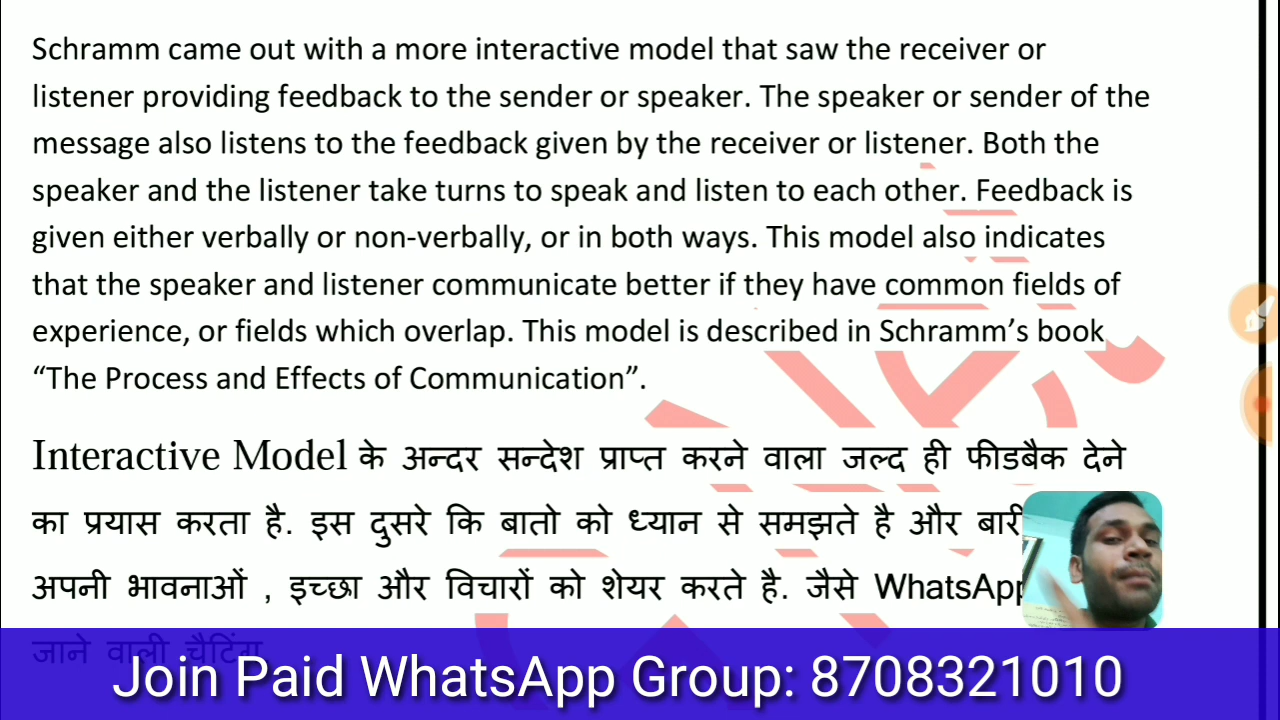 Schramm came out with a more interactive model that saw the receiver or
listener providing feedback to the sender or speaker. The speaker or sender of the
message also listens to the feedback given by the receiver or listener. Both the
speaker and the listener take turns to speak and listen to each other. Feedback is
given either verbally or non-verbally, or in both ways. This model also indicates
that the speaker and listener communicate better if they have common fields of
experience, or fields which overlap. This model is described in Schramm’s book
“The Process and Effects of Communication”.
Interactive Model के अन्दर सन्देश प्राप्त करने वाला जल्द ही फीडबैक देने
का प्रयास करता है. इस दुसरे कि बातो को ध्यान से समझते है और
अपनी भावनाओं , इच्छा और विचारों को शेयर करते है. जैसे WhatsApp
जाने वाली चैटिंग
Join Paid WhatsApp Group: 8708321010